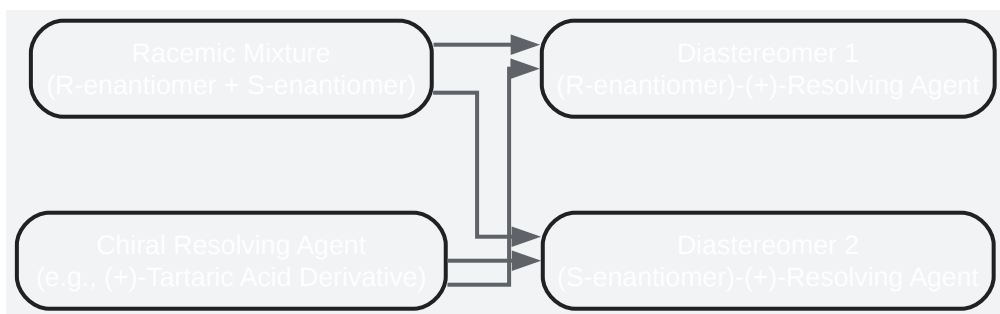 Racemic Mixture
(R-enantiomer + S-enantiomer)
Diastereomer 1
(R-enantiomer)-(+)-Resolving Agent
Chiral Resolving Agent
(e.g., (+)-Tartaric Acid Derivative)
Diastereomer 2
(S-enantiomer)-(+)-Resolving Agent